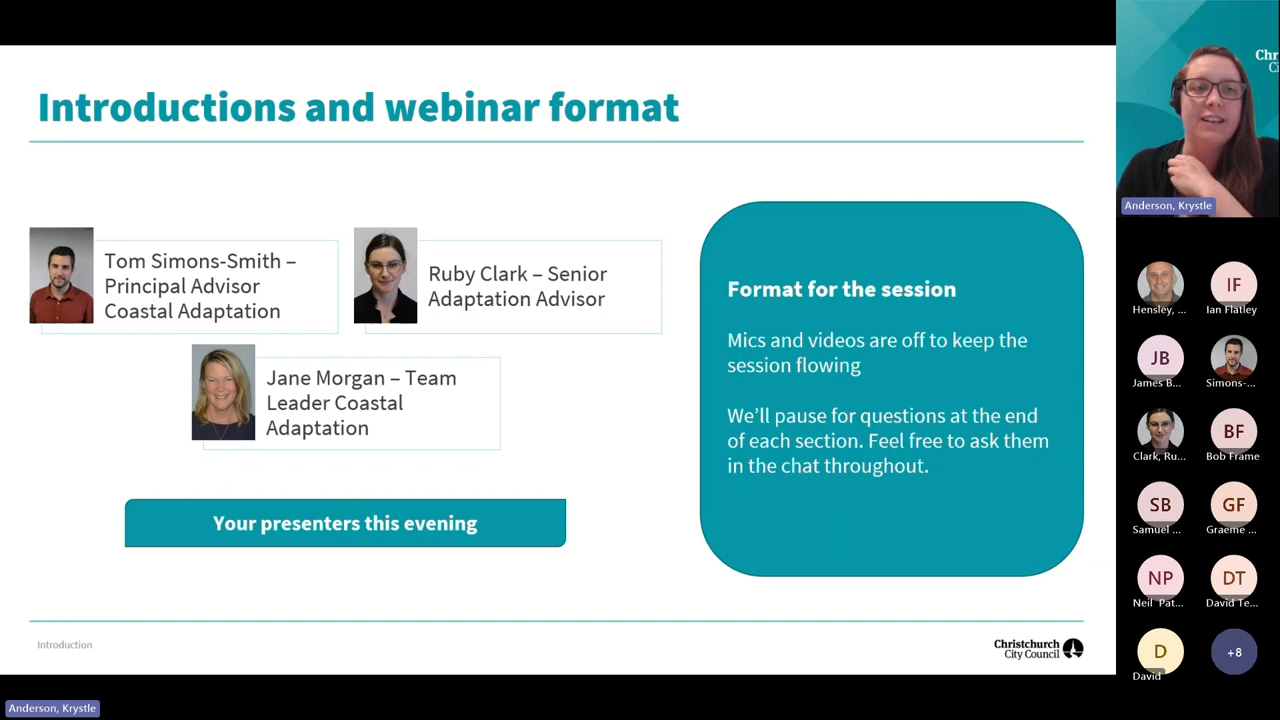 Introductions and webinar format
Tom Simons-Smith –
Principal Advisor
Coastal Adaptation
Ruby Clark – Senior
Adaptation Advisor
Jane Morgan – Team
Leader Coastal
Adaptation
Your presenters this evening
Format for the session
Mics and videos are off to keep the
session flowing
We'll pause for questions at the end
of each section. Feel free to ask them
in the chat throughout.
Introduction
Christchurch
City Council
Chr
Ci
Anderson, Krystle
Hensley, ...
IF
Ian Flatley
JB
James B...
Simons-...
Clark, Ru...
BF
Bob Frame
SB
Samuel ...
GF
Graeme ...
NP
Neil Pat...
DT
David Te...
D
David
+8
Anderson, Krystle